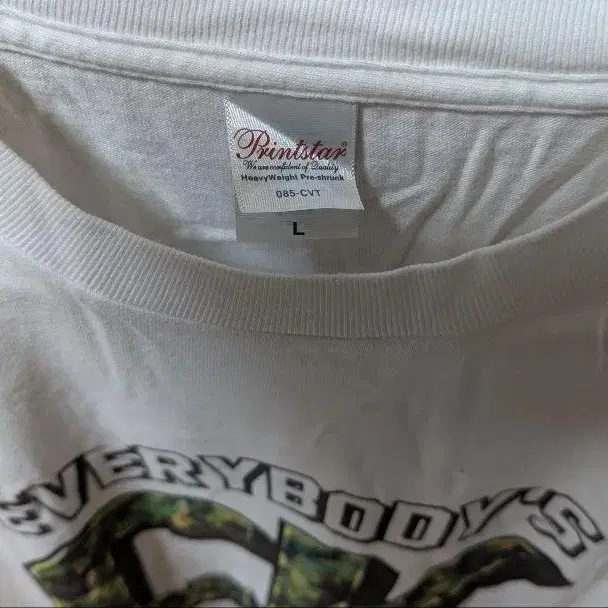 Printstar®
We are confident of Quality
HeavyWeight Pre-shrunk
085-CVT
L
EVERYBODY'S